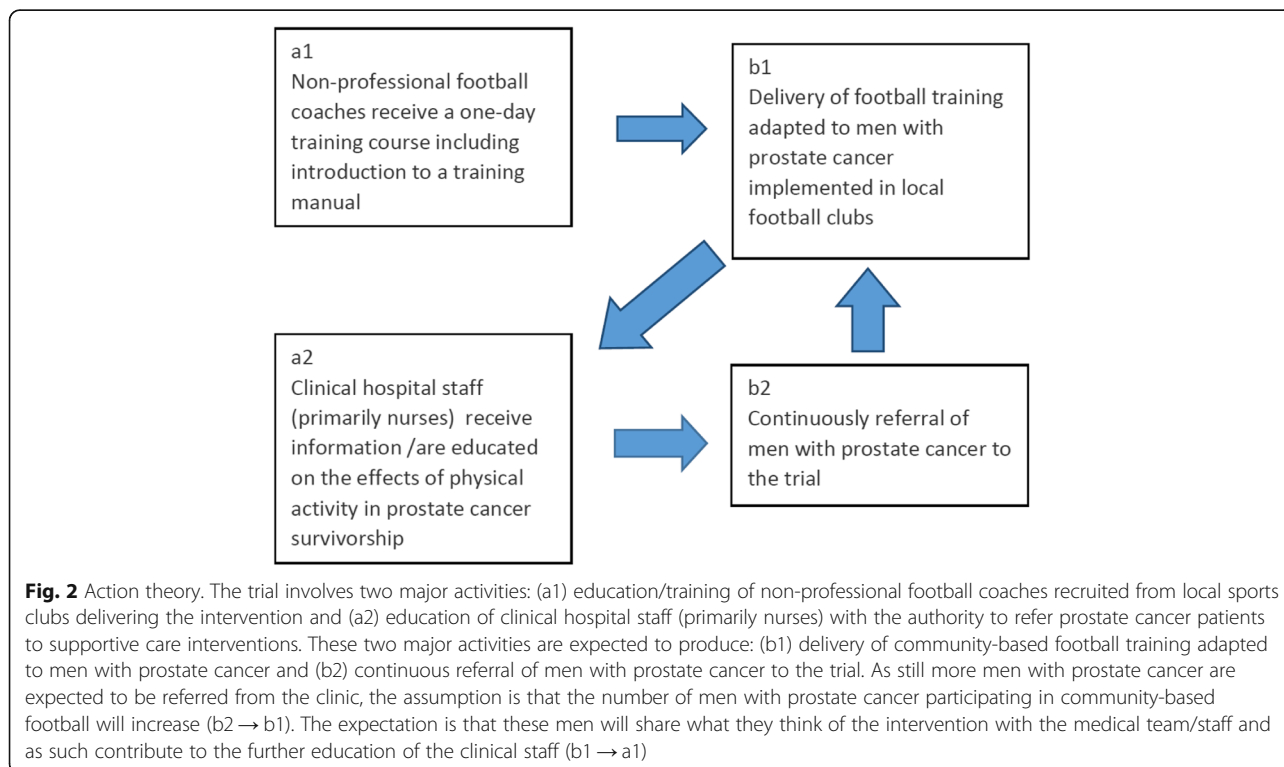 a1
Non-professional football
coaches receive a one-day
training course including
introduction to a training
manual
b1
Delivery of football training
adapted to men with
prostate cancer
implemented in local
football clubs
a2
Clinical hospital staff
(primarily nurses)  receive
information /are educated
on the effects of physical
activity in prostate cancer
survivorship
b2
Continuously referral of
men with prostate cancer to
the trial
Fig. 2 Action theory. The trial involves two major activities: (a1) education/training of non-professional football coaches recruited from local sports
clubs delivering the intervention and (a2) education of clinical hospital staff (primarily nurses) with the authority to refer prostate cancer patients
to supportive care interventions. These two major activities are expected to produce: (b1) delivery of community-based football training adapted
to men with prostate cancer and (b2) continuous referral of men with prostate cancer to the trial. As still more men with prostate cancer are
expected to be referred from the clinic, the assumption is that the number of men with prostate cancer participating in community-based
football will increase (b2 → b1). The expectation is that these men will share what they think of the intervention with the medical team/staff and
as such contribute to the further education of the clinical staff (b1 → a1)